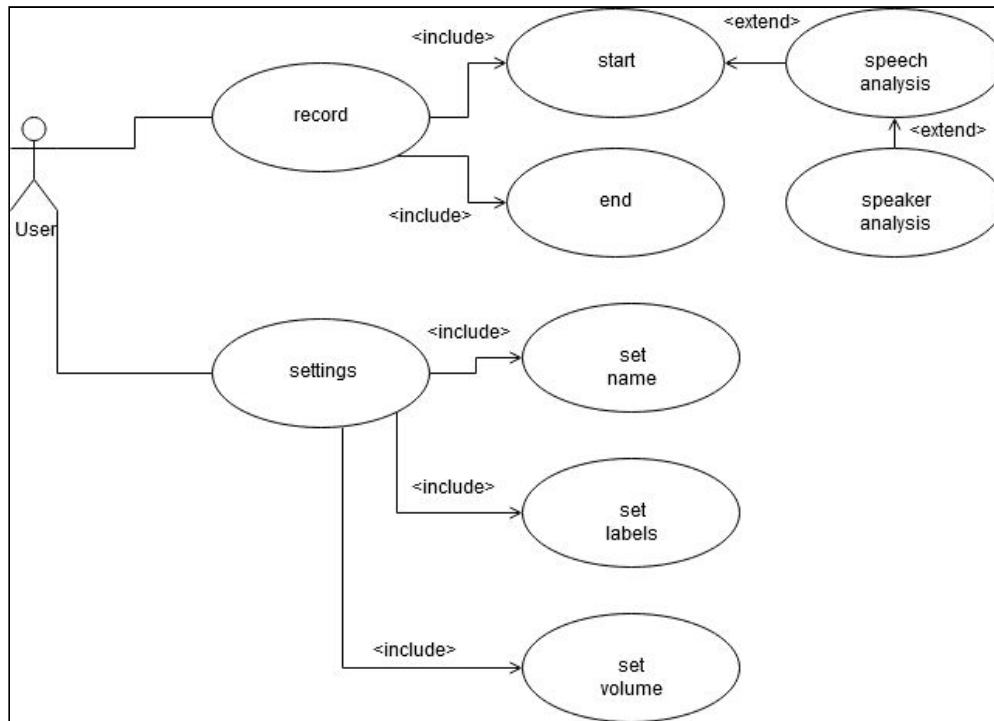 <include>
start
<extend>
speech
analysis
record
<extend>
<include>
end
speaker
analysis
User
<include>
set
name
settings
<include>
set
labels
<include>
set
volume